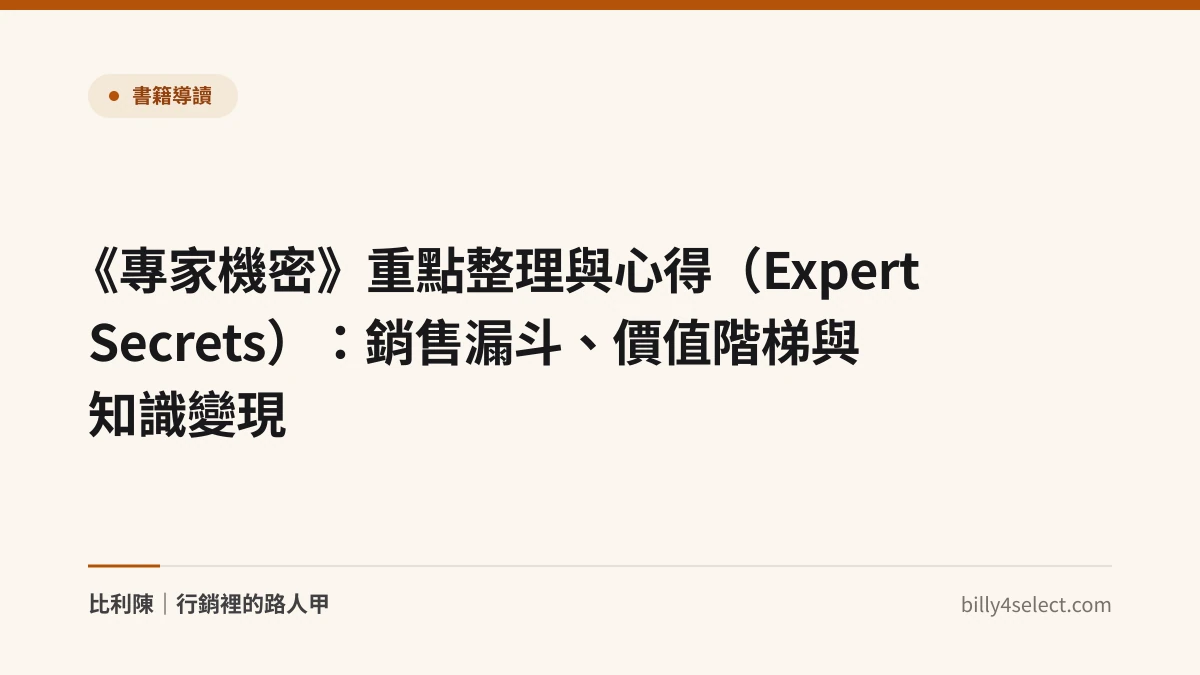 書籍導讀
《專家機密》重點整理與心得（Expert
Secrets）：銷售漏斗、價值階梯與
知識變現
比利陳｜行銷裡的路人甲
billy4select.com